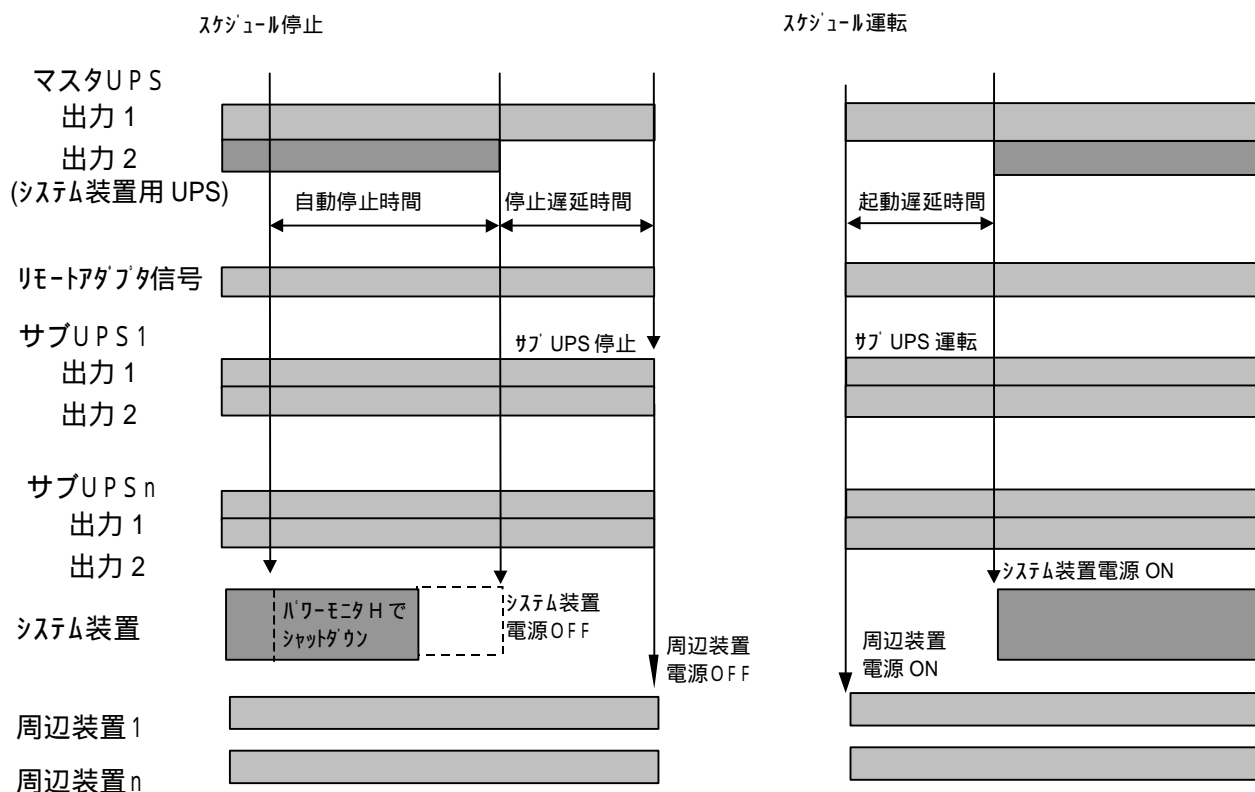 ｽｹｼﾞｭｰﾙ停止
ｽｹｼﾞｭｰﾙ運転
マスタUPS
出力 1
出力 2
(ｼｽﾃﾑ装置用 UPS)
自動停止時間
停止遅延時間
起動遅延時間
ﾘﾓｰﾄｱﾀﾞﾌﾟﾀ信号
サブUPS1
出力 1
出力 2
ｻﾌﾞ UPS 停止
ｻﾌﾞ UPS 運転
サブUPSn
出力 1
出力 2
システム装置
ﾊﾟﾜｰﾓﾆﾀ H で
ｼｬｯﾄﾀﾞｳﾝ
ｼｽﾃﾑ装置
電源OFF
周辺装置
電源OFF
ｼｽﾃﾑ装置電源 ON
周辺装置
電源 ON
周辺装置1
周辺装置n